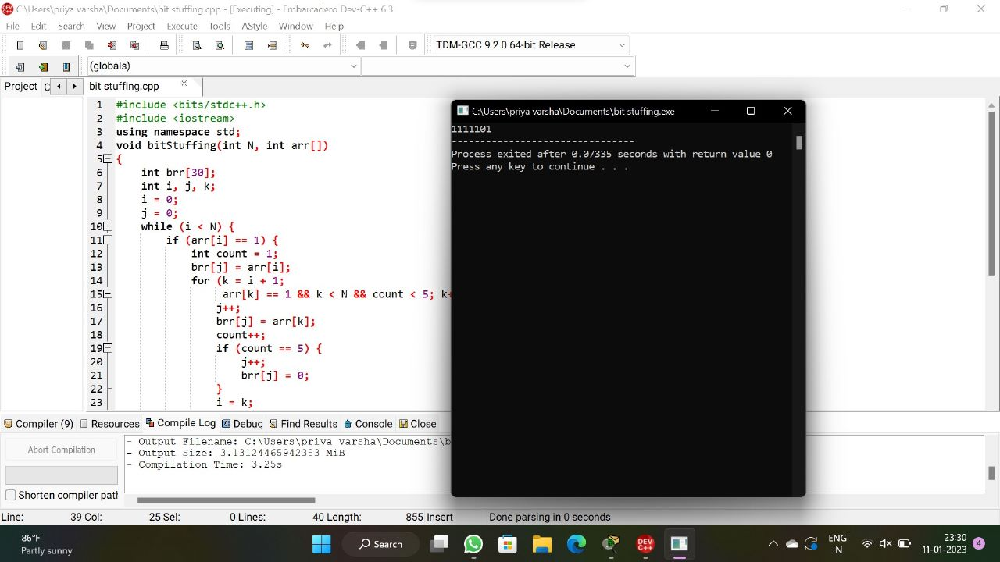 C:\Users\priya varsha\Documents\bit stuffing.cpp - [Executing] - Embarcadero Dev-C++ 6.3
File Edit Search View Project Execute Tools AStyle Window Help
TDM-GCC 9.2.0 64-bit Release
(globals)
Project C bit stuffing.cpp
1 #include <bits/stdc++.h>
2 #include <iostream>
3 using namespace std;
4 void bitStuffing(int N, int arr[])
5 {
6 int brr[30];
7 int i, j, k;
8 i = 0;
9 j = 0;
10 while (i < N) {
11 if (arr[i] == 1) {
12 int count = 1;
13 brr[j] = arr[i];
14 for (k = i + 1;
15 arr[k] == 1 && k < N && count < 5; k+
16 j++;
17 brr[j] = arr[k];
18 count++;
19 if (count == 5) {
20 j++;
21 brr[j] = 0;
22 }
23 i = k;
C:\Users\priya varsha\Documents\bit stuffing.exe
1111101
--------------------------------
Process exited after 0.07335 seconds with return value 0
Press any key to continue . . .
Compiler (9) Resources Compile Log Debug Find Results Console Close
Abort Compilation
Shorten compiler path
- Output Filename: C:\Users\priya varsha\Documents\b
- Output Size: 3.13124465942383 MiB
- Compilation Time: 3.25s
Line: 39 Col: 25 Sel: 0 Lines: 40 Length: 855 Insert Done parsing in 0 seconds
86°F
Partly sunny
Search
DEV C++
ENG
IN
23:30
11-01-2023
4